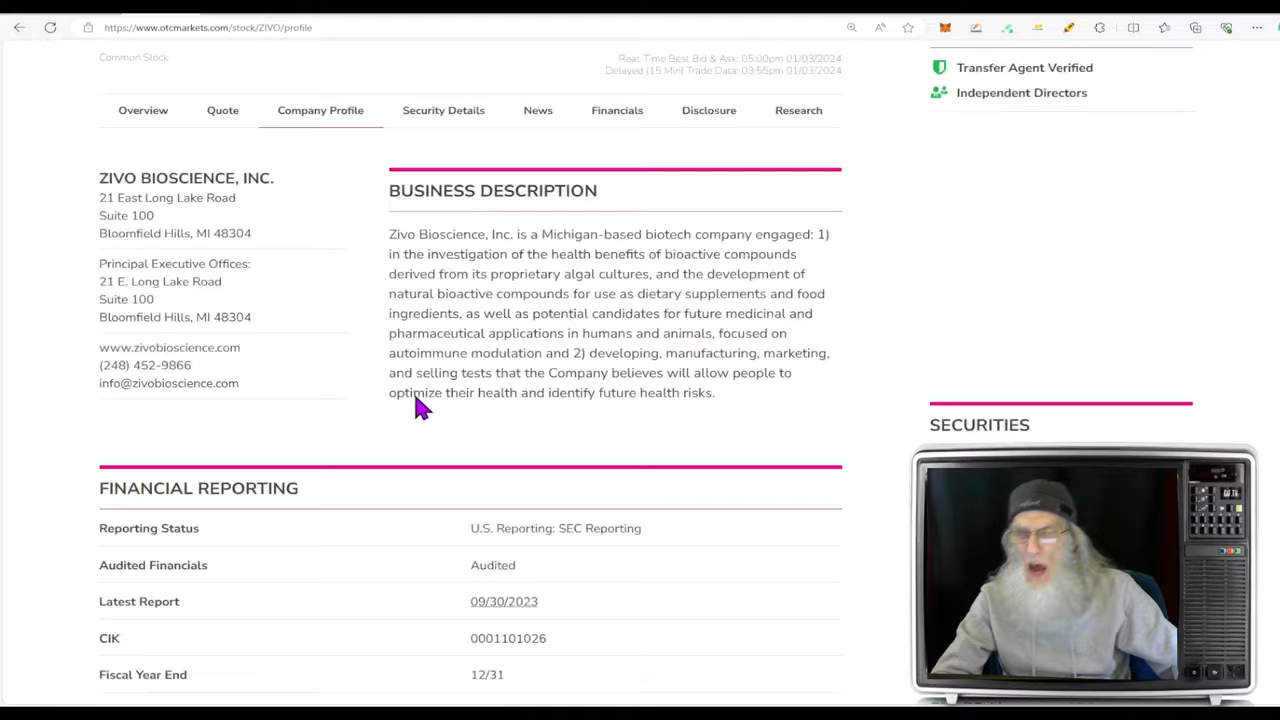 https://www.otcmarkets.com/stock/ZIVO/profile
Common Stock
Real Time Best Bid & Ask: 05:00pm 01/03/2024
Delayed (15 Min) Trade Data: 03:55pm 01/03/2024
Overview Quote Company Profile Security Details News Financials Disclosure Research
Transfer Agent Verified
Independent Directors
ZIVO BIOSCIENCE, INC.
21 East Long Lake Road
Suite 100
Bloomfield Hills, MI 48304
Principal Executive Offices:
21 E. Long Lake Road
Suite 100
Bloomfield Hills, MI 48304
www.zivobioscience.com
(248) 452-9866
info@zivobioscience.com
BUSINESS DESCRIPTION
Zivo Bioscience, Inc. is a Michigan-based biotech company engaged: 1)
in the investigation of the health benefits of bioactive compounds
derived from its proprietary algal cultures, and the development of
natural bioactive compounds for use as dietary supplements and food
ingredients, as well as potential candidates for future medicinal and
pharmaceutical applications in humans and animals, focused on
autoimmune modulation and 2) developing, manufacturing, marketing,
and selling tests that the Company believes will allow people to
optimize their health and identify future health risks.
SECURITIES
FINANCIAL REPORTING
Reporting Status U.S. Reporting: SEC Reporting
Audited Financials Audited
Latest Report 09/30/2023
CIK 0001101026
Fiscal Year End 12/31